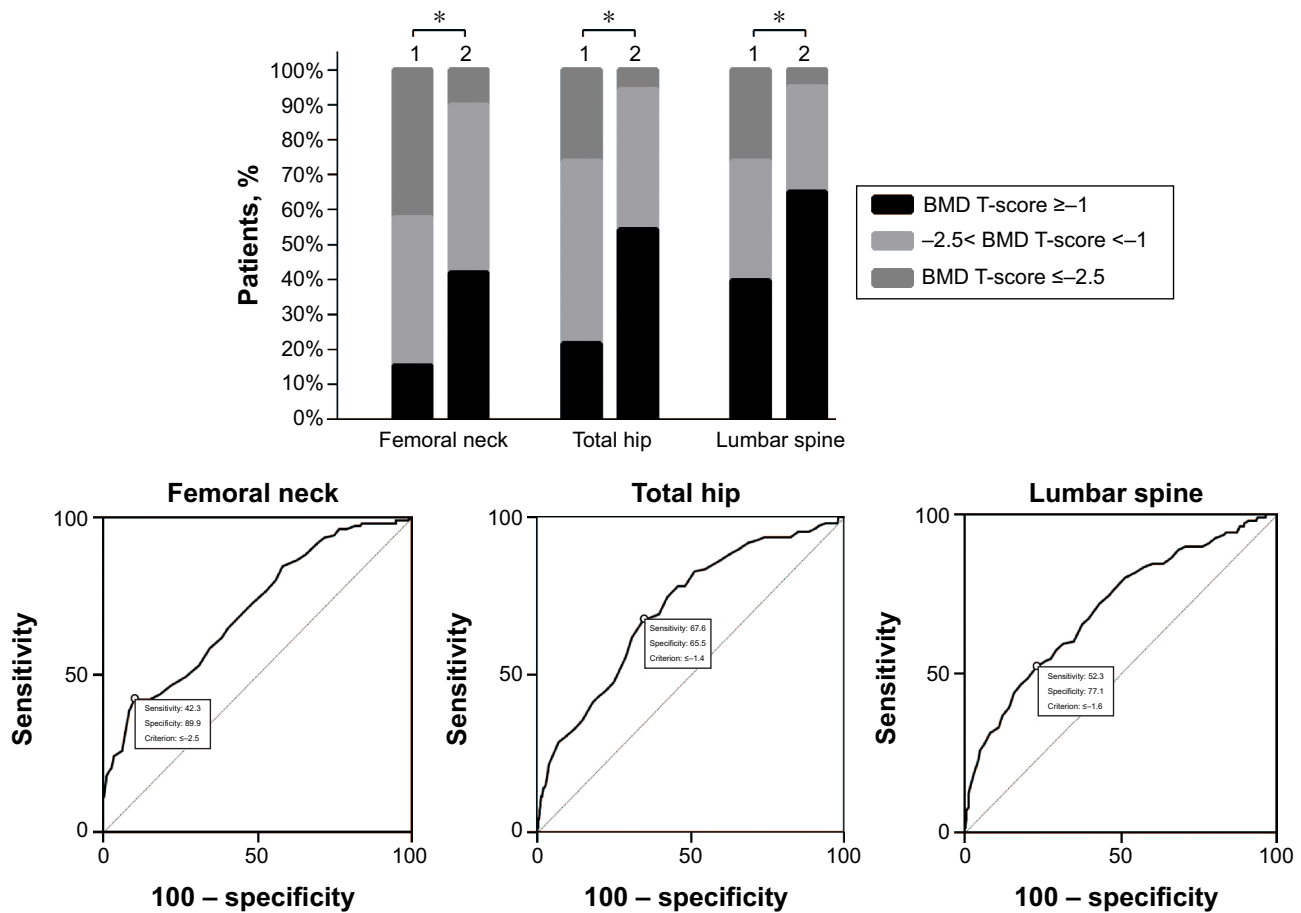 * * *
1 2 1 2 1 2
100%
90%
80%
70%
60%
50%
40%
30%
20%
10%
0%
Patients, %
Femoral neck Total hip Lumbar spine
BMD T-score ≥–1
–2.5< BMD T-score <–1
BMD T-score ≤–2.5
Femoral neck
100
50
0
Sensitivity
Sensitivity: 42.3
Specificity: 89.9
Criterion: ≤–2.5
0 50 100
100 – specificity
Total hip
100
50
0
Sensitivity
Sensitivity: 67.6
Specificity: 65.5
Criterion: ≤–1.4
0 50 100
100 – specificity
Lumbar spine
100
50
0
Sensitivity
Sensitivity: 52.3
Specificity: 77.1
Criterion: ≤–1.6
0 50 100
100 – specificity